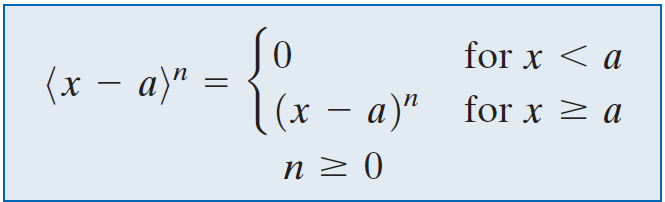 ⟨x − a⟩ⁿ = { 0 for x < a
(x − a)ⁿ for x ≥ a
n ≥ 0